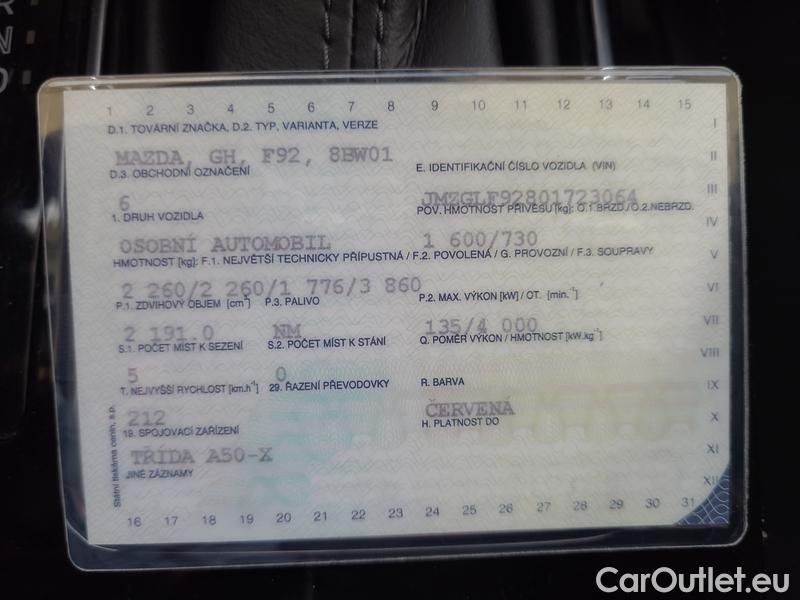 R
N
D
1 2 3 4 5 6 7 8 9 10 11 12 13 14 15
D.1. TOVÁRNÍ ZNAČKA, D.2. TYP, VARIANTA, VERZE I
MAZDA, GH, F92, 8BW01 II
D.3. OBCHODNÍ OZNAČENÍ E. IDENTIFIKAČNÍ ČÍSLO VOZIDLA (VIN)
6 JMZGLF92801723064 III
1. DRUH VOZIDLA POV. HMOTNOST PŘÍVĚSU [kg]: O.1 BRZD./O.2.NEBRZD.
OSOBNÍ AUTOMOBIL 1 600/730 IV
HMOTNOST [kg]: F.1. NEJVĚTŠÍ TECHNICKY PŘÍPUSTNÁ / F.2. POVOLENÁ / G. PROVOZNÍ / F.3. SOUPRAVY V
2 260/2 260/1 776/3 860 VI
P.1. ZDVIHOVÝ OBJEM [cm³] P.3. PALIVO P.2. MAX. VÝKON [kW] / OT. [min.⁻¹]
2 191.0 NM 135/4 000 VII
S.1. POČET MÍST K SEZENÍ S.2. POČET MÍST K STÁNÍ Q. POMĚR VÝKON / HMOTNOST [kW.kg⁻¹]
5 0 VIII
T. NEJVYŠŠÍ RYCHLOST [km.h⁻¹] 29. ŘAZENÍ PŘEVODOVKY R. BARVA IX
212 ČERVENÁ X
19. SPOJOVACÍ ZAŘÍZENÍ H. PLATNOST DO
TŘÍDA A50-X XI
JINÉ ZÁZNAMY XII
16 17 18 19 20 21 22 23 24 25 26 27 28 29 30 31
Státní tiskárna cenin, s.p.
CarOutlet.eu